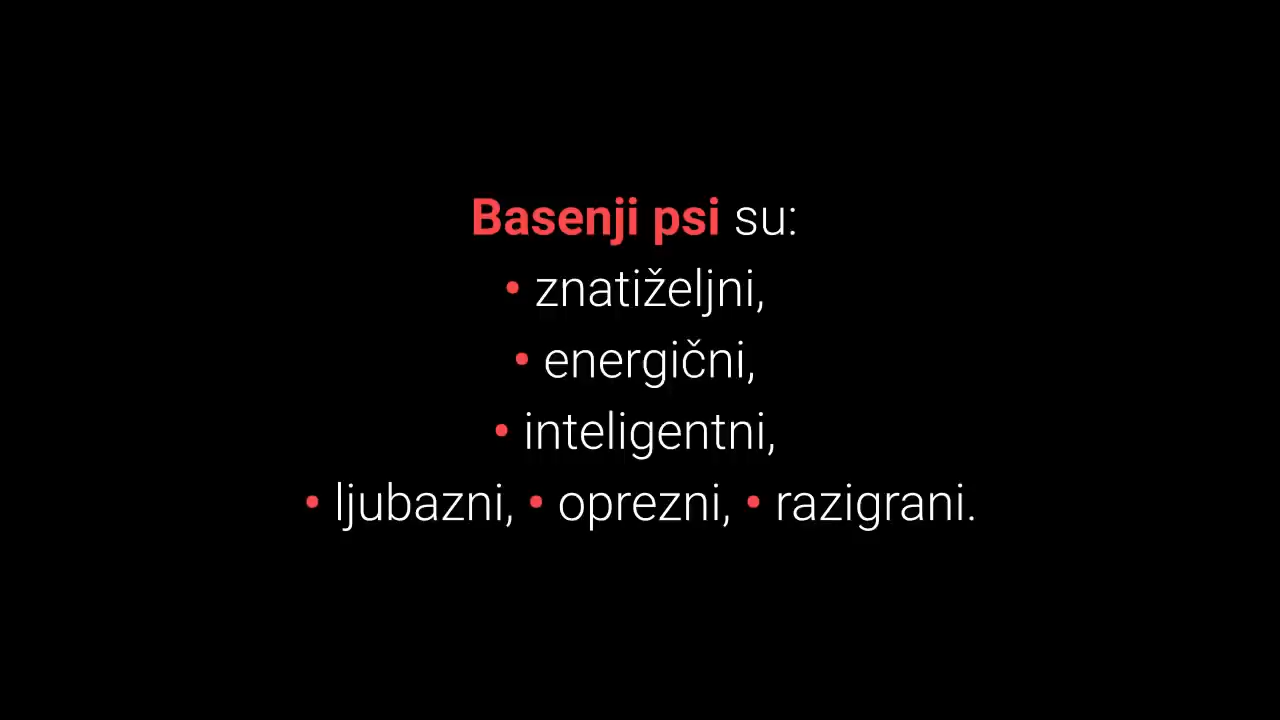 Basenji psi su:
• znatiželjni,
• energični,
• inteligentni,
• ljubazni, • oprezni, • razigrani.